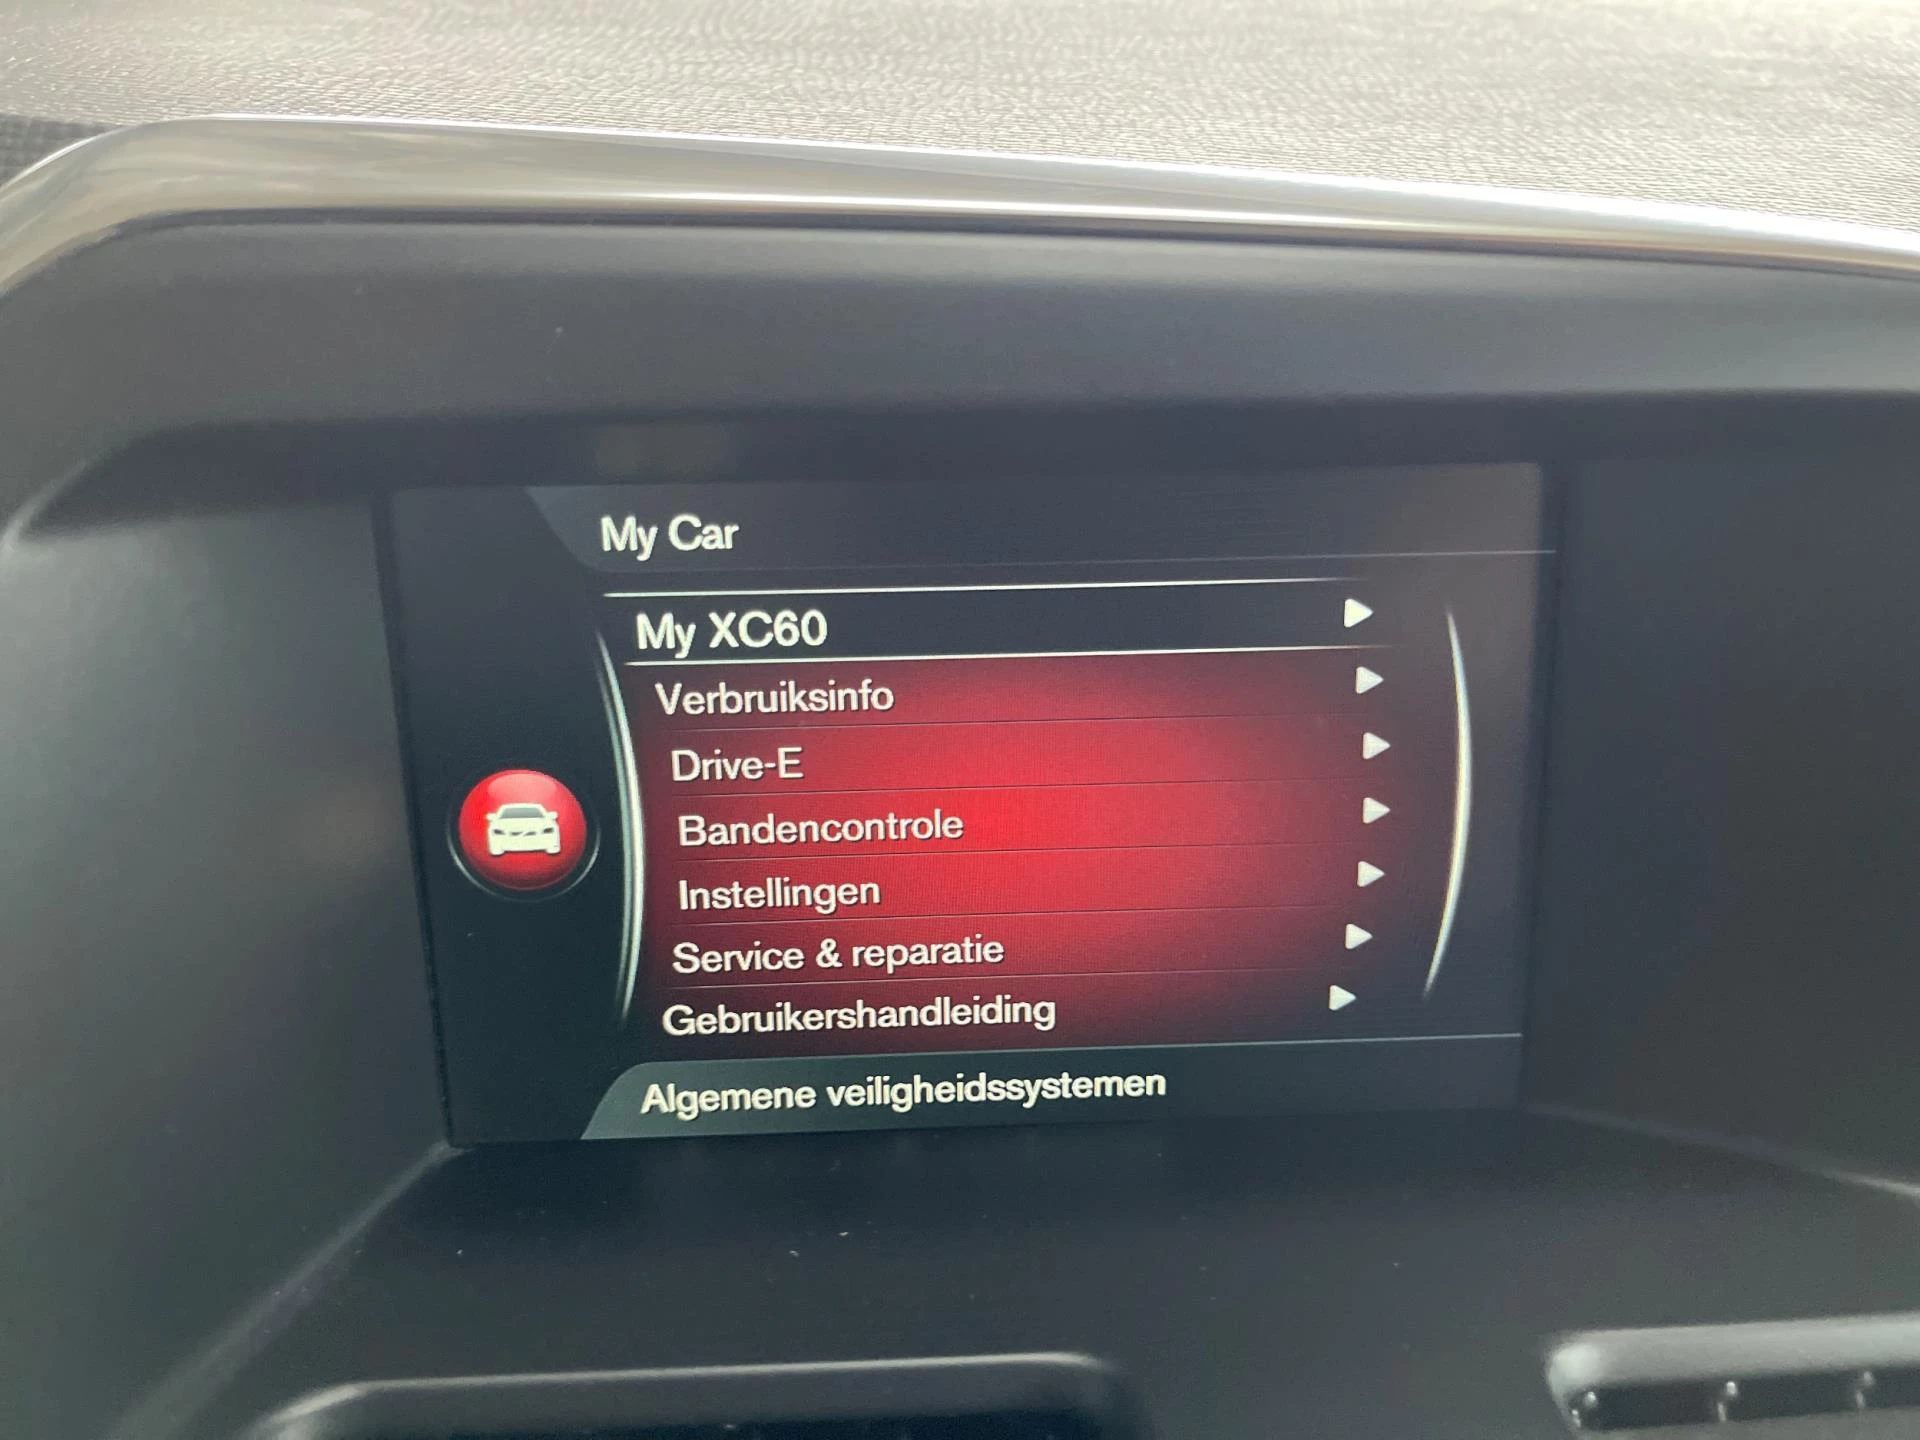 My Car
My XC60
Verbruiksinfo
Drive-E
Bandencontrole
Instellingen
Service & reparatie
Gebruikershandleiding
Algemene veiligheidssystemen